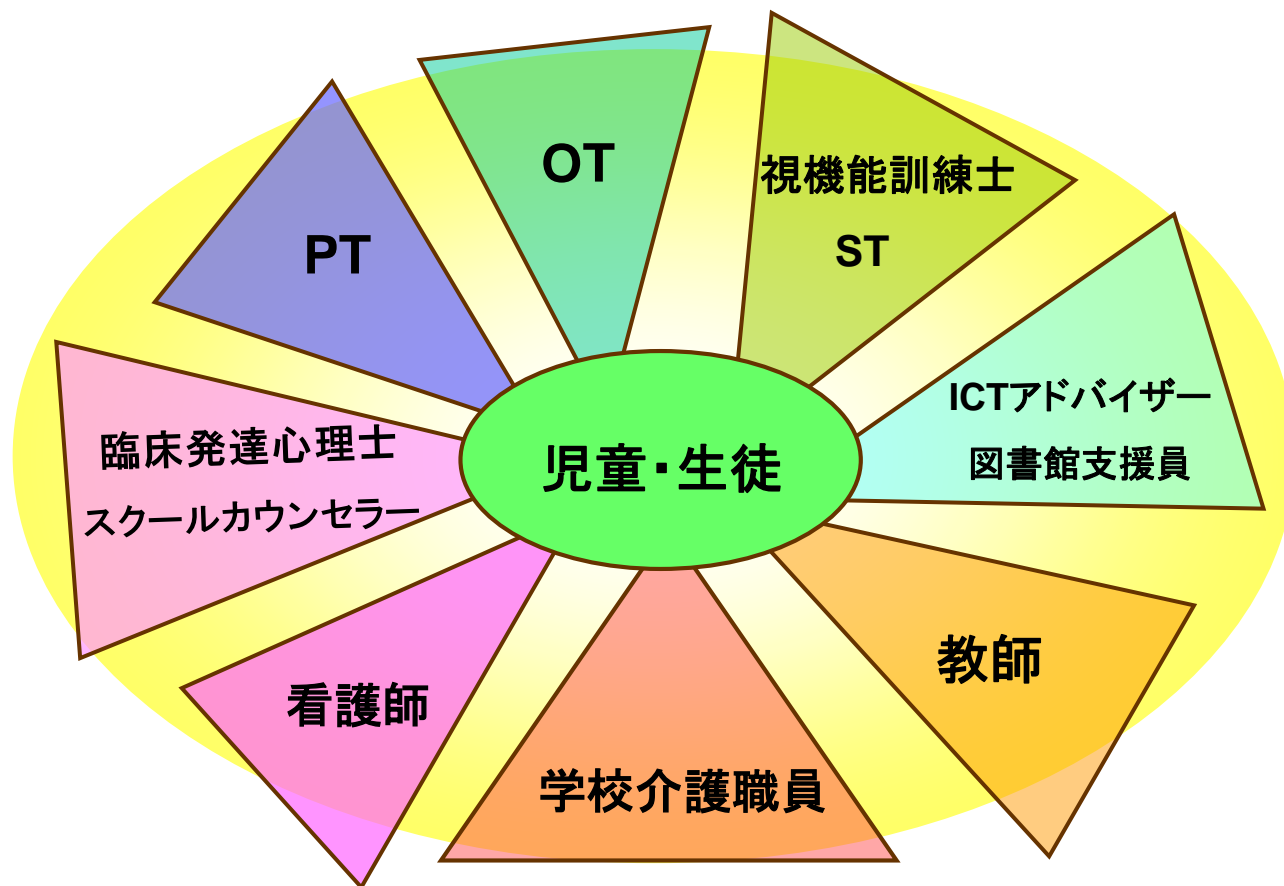 OT
視機能訓練士
ST
PT
ICTアドバイザー
図書館支援員
臨床発達心理士
スクールカウンセラー
児童・生徒
教師
看護師
学校介護職員